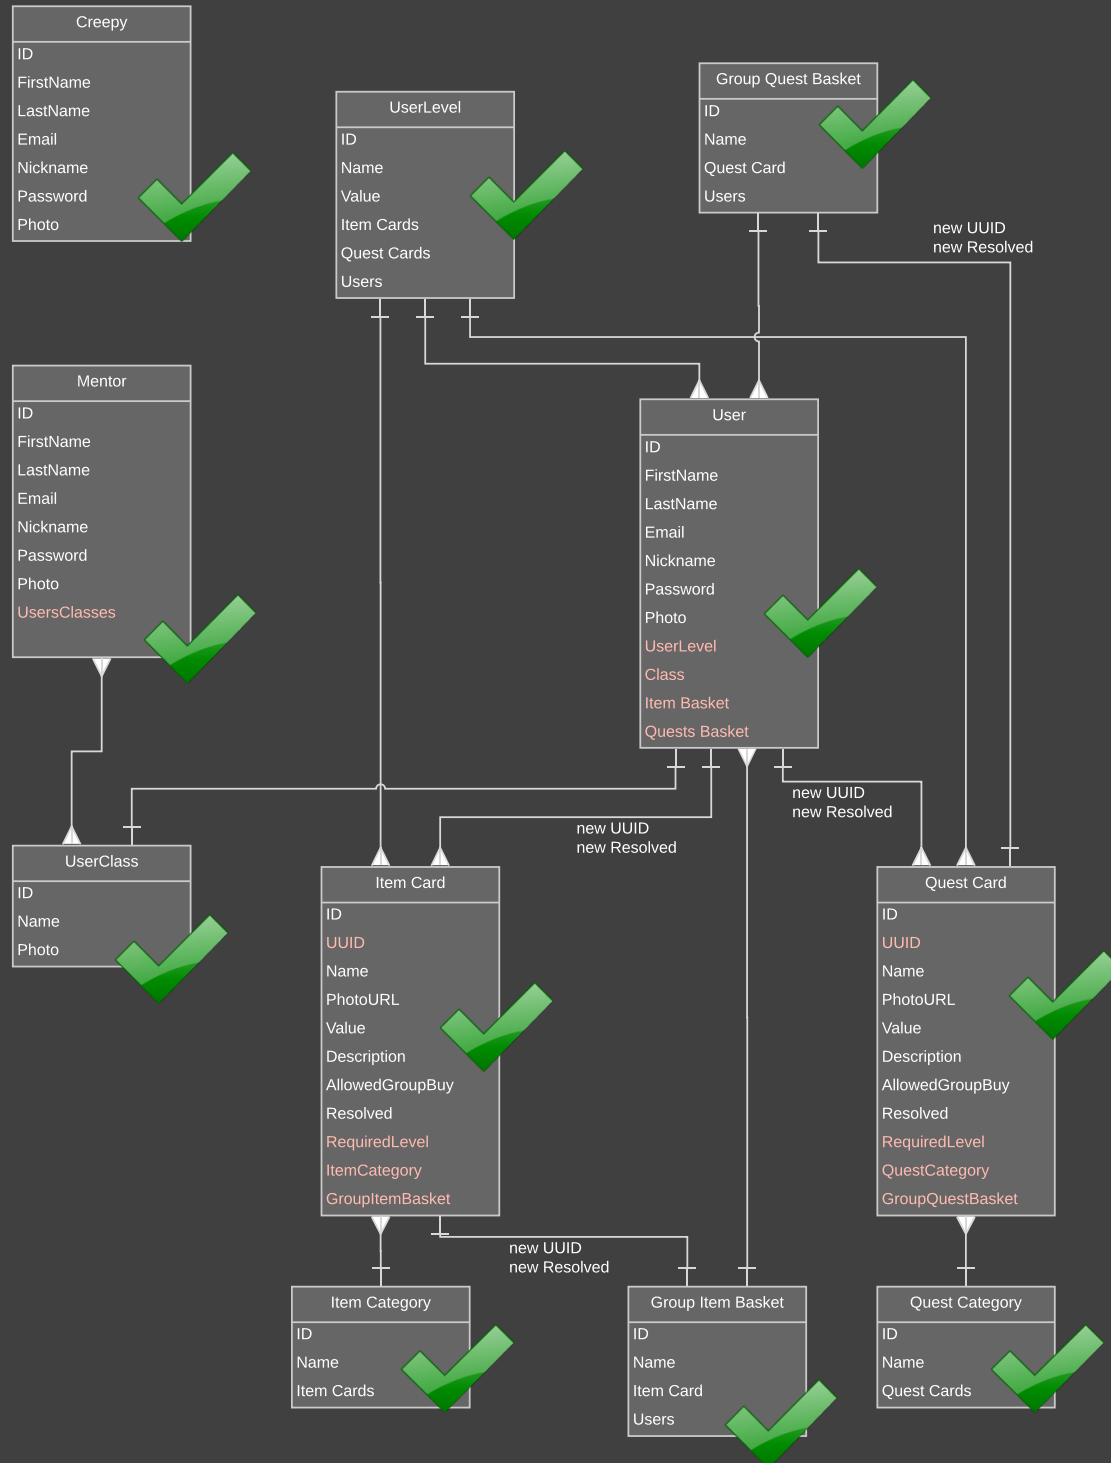 Creepy
ID
FirstName
LastName
Email
Nickname
Password
Photo
UserLevel
ID
Name
Value
Item Cards
Quest Cards
Users
Group Quest Basket
ID
Name
Quest Card
Users
new UUID
new Resolved
Mentor
ID
FirstName
LastName
Email
Nickname
Password
Photo
UsersClasses
User
ID
FirstName
LastName
Email
Nickname
Password
Photo
UserLevel
Class
Item Basket
Quests Basket
new UUID
new Resolved
new UUID
new Resolved
UserClass
ID
Name
Photo
Item Card
ID
UUID
Name
PhotoURL
Value
Description
AllowedGroupBuy
Resolved
RequiredLevel
ItemCategory
GroupItemBasket
Quest Card
ID
UUID
Name
PhotoURL
Value
Description
AllowedGroupBuy
Resolved
RequiredLevel
QuestCategory
GroupQuestBasket
new UUID
new Resolved
Item Category
ID
Name
Item Cards
Group Item Basket
ID
Name
Item Card
Users
Quest Category
ID
Name
Quest Cards